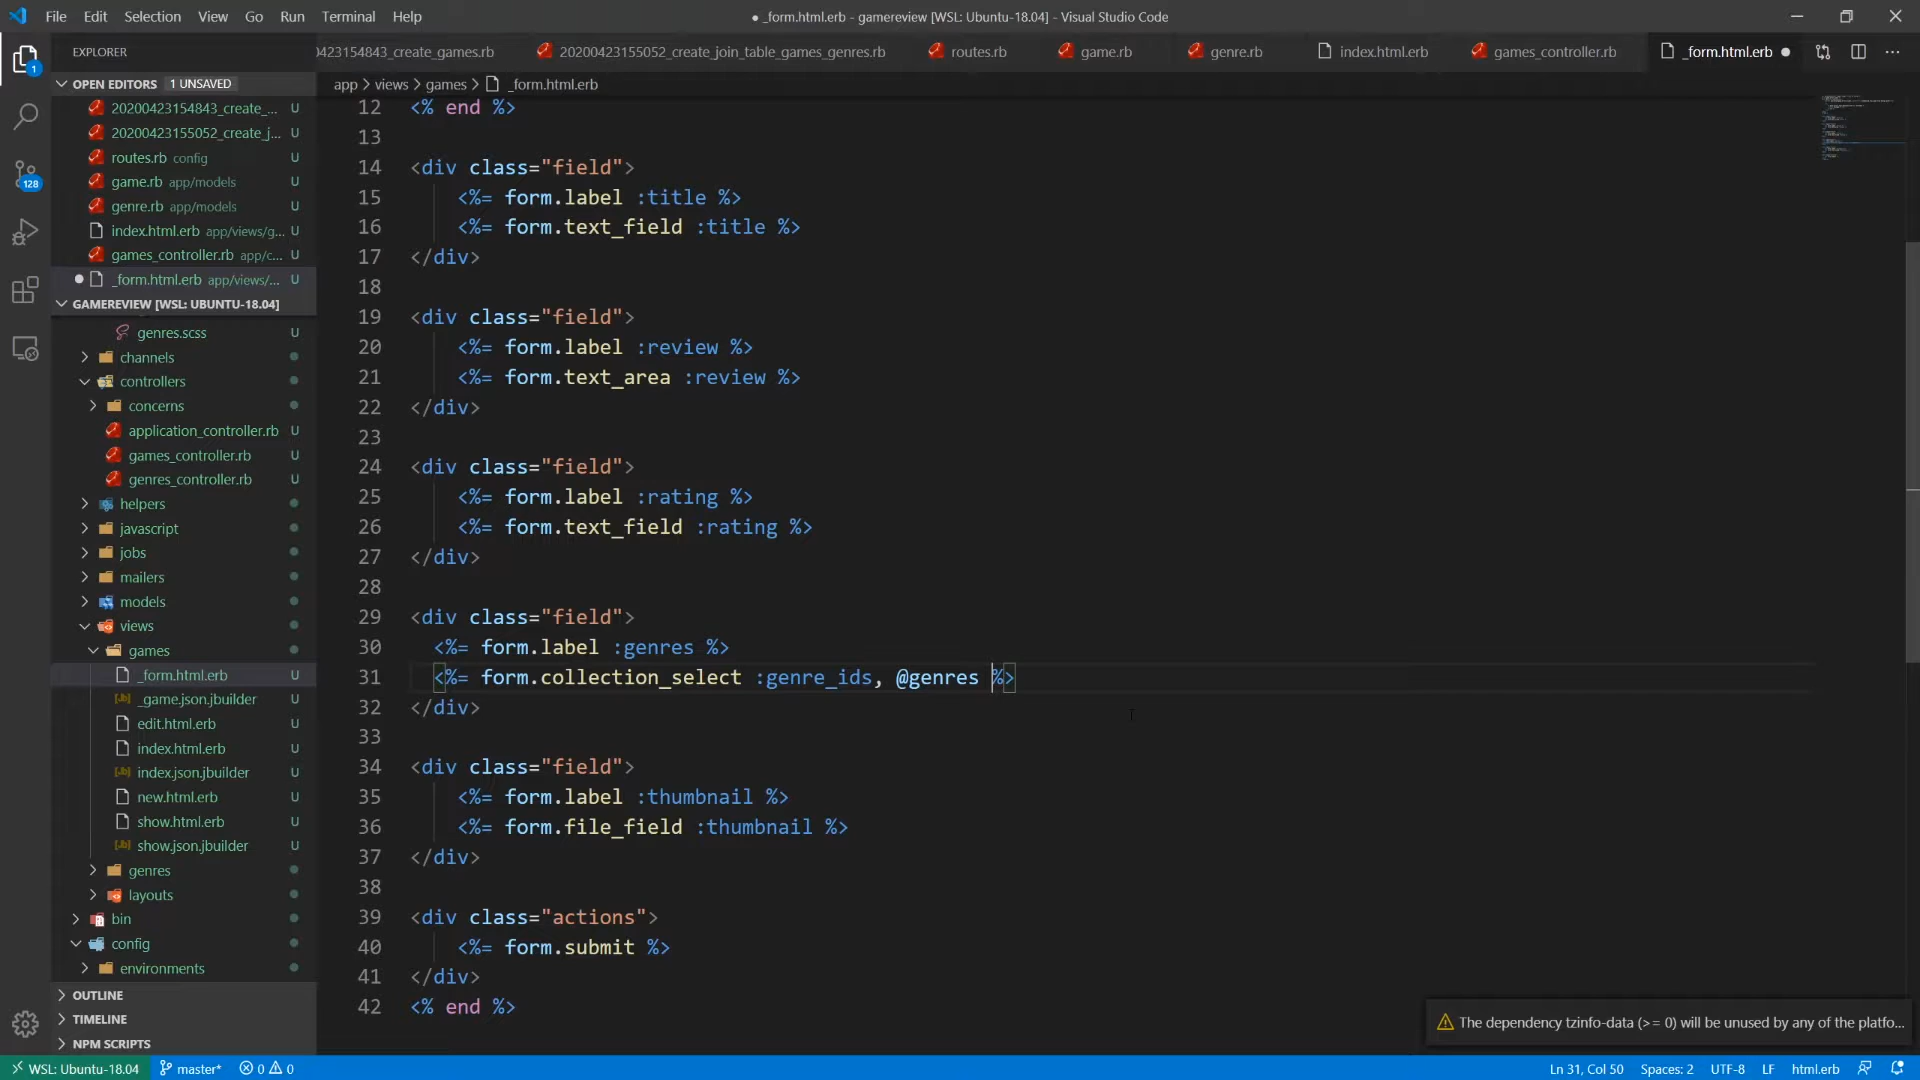 File Edit Selection View Go Run Terminal Help
● _form.html.erb - gamereview [WSL: Ubuntu-18.04] - Visual Studio Code
EXPLORER
0423154843_create_games.rb 20200423155052_create_join_table_games_genres.rb routes.rb game.rb genre.rb index.html.erb games_controller.rb _form.html.erb ●
OPEN EDITORS 1 UNSAVED
app > views > games > _form.html.erb
20200423154843_create_... U
20200423155052_create_j... U
routes.rb config U
game.rb app/models U
genre.rb app/models U
index.html.erb app/views/g... U
games_controller.rb app/c... U
● _form.html.erb app/views/... U
GAMEREVIEW [WSL: UBUNTU-18.04]
genres.scss U
channels
controllers
concerns
application_controller.rb U
games_controller.rb U
genres_controller.rb U
helpers
javascript
jobs
mailers
models
views
games
_form.html.erb U
_game.json.jbuilder U
edit.html.erb U
index.html.erb U
index.json.jbuilder U
new.html.erb U
show.html.erb U
show.json.jbuilder U
genres
layouts
bin
config
environments
OUTLINE
TIMELINE
NPM SCRIPTS
1
128
12 <% end %>
13
14 <div class="field">
15 <%= form.label :title %>
16 <%= form.text_field :title %>
17 </div>
18
19 <div class="field">
20 <%= form.label :review %>
21 <%= form.text_area :review %>
22 </div>
23
24 <div class="field">
25 <%= form.label :rating %>
26 <%= form.text_field :rating %>
27 </div>
28
29 <div class="field">
30 <%= form.label :genres %>
31 <%= form.collection_select :genre_ids, @genres %>
32 </div>
33
34 <div class="field">
35 <%= form.label :thumbnail %>
36 <%= form.file_field :thumbnail %>
37 </div>
38
39 <div class="actions">
40 <%= form.submit %>
41 </div>
42 <% end %>
The dependency tzinfo-data (>= 0) will be unused by any of the platfo...
WSL: Ubuntu-18.04 master* 0 0 Ln 31, Col 50 Spaces: 2 UTF-8 LF html.erb